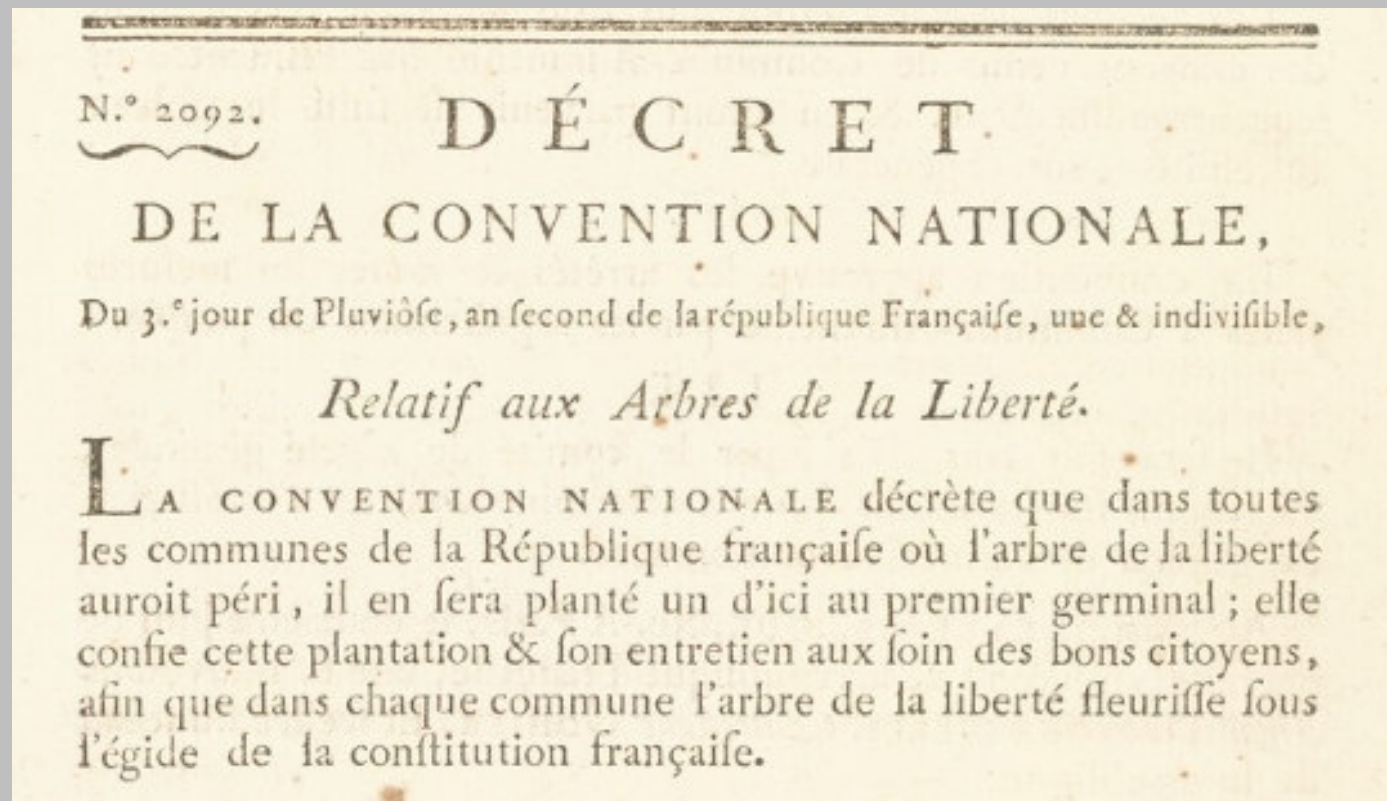 N.° 2092. DÉCRET
DE LA CONVENTION NATIONALE,
Du 3.e jour de Pluviôſe, an ſecond de la république Françaiſe, une & indiviſible,
Relatif aux Arbres de la Liberté.
LA CONVENTION NATIONALE décrète que dans toutes
les communes de la République françaiſe où l'arbre de la liberté
auroit péri, il en ſera planté un d'ici au premier germinal ; elle
confie cette plantation & ſon entretien aux ſoin des bons citoyens,
afin que dans chaque commune l'arbre de la liberté fleuriſſe ſous
l'égide de la conſtitution françaiſe.